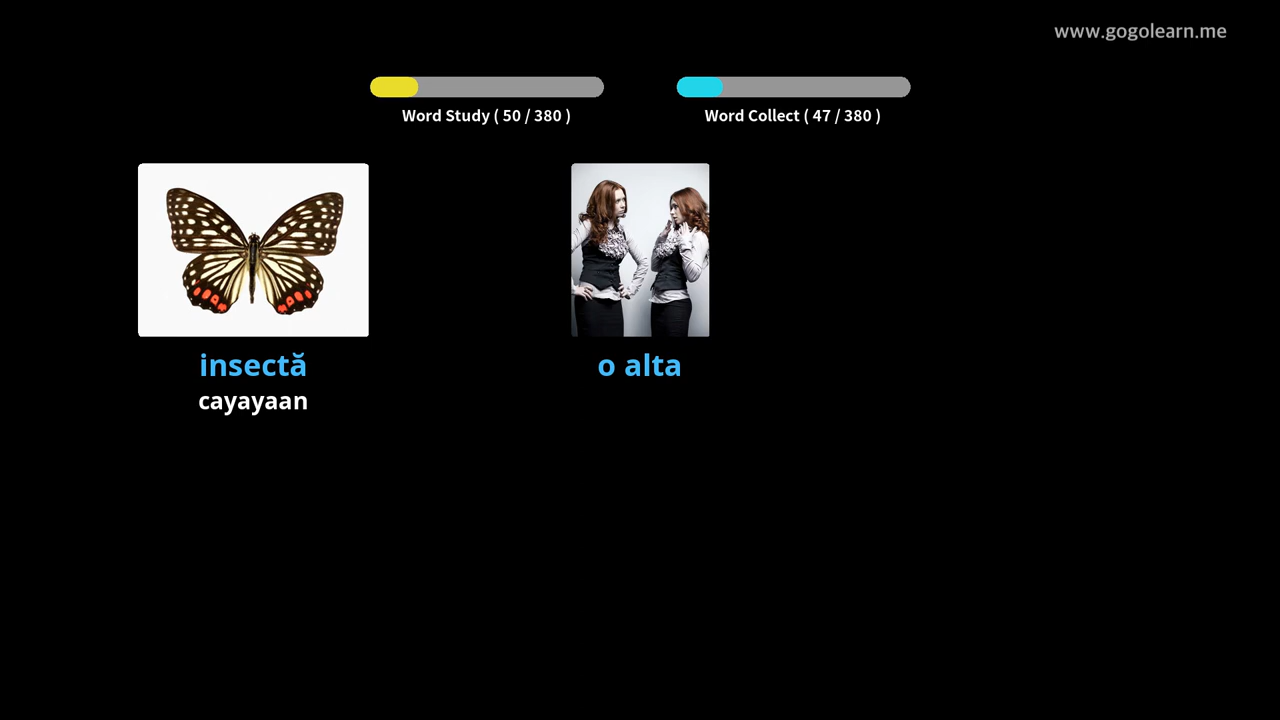 www.gogolearn.me
Word Study ( 50 / 380 )
Word Collect ( 47 / 380 )
insectă
cayayaan
o alta